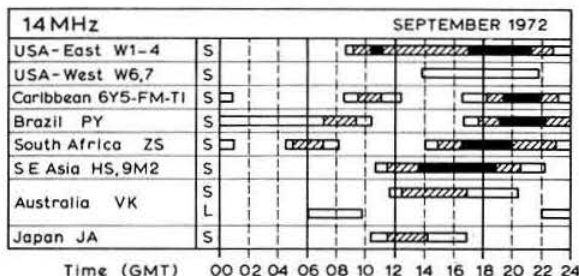 14MHz SEPTEMBER 1972
USA-East W1-4 S
USA-West W6,7 S
Caribbean 6Y5-FM-TI S
Brazil PY S
South Africa ZS S
S E Asia HS,9M2 S
Australia VK S
L
Japan JA S
Time (GMT) 00 02 04 06 08 10 12 14 16 18 20 22 24